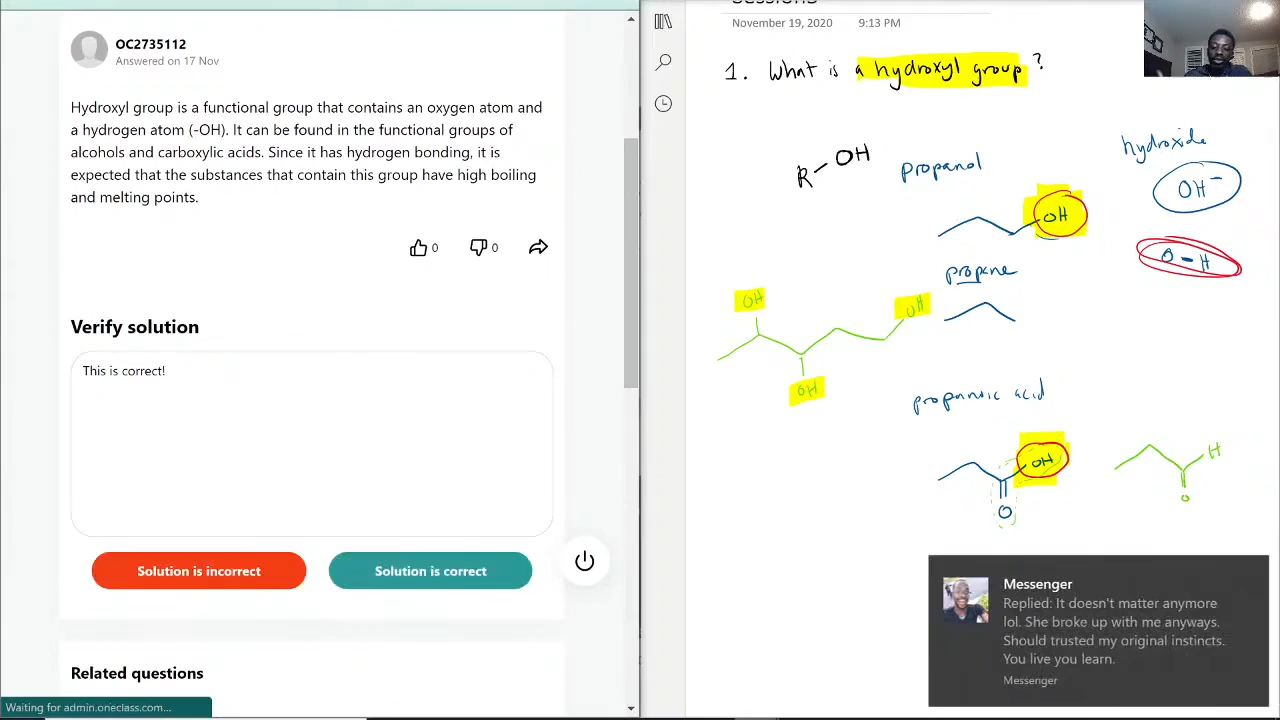 OC2735112
Answered on 17 Nov
Hydroxyl group is a functional group that contains an oxygen atom and
a hydrogen atom (-OH). It can be found in the functional groups of
alcohols and carboxylic acids. Since it has hydrogen bonding, it is
expected that the substances that contain this group have high boiling
and melting points.
0
0
Verify solution
This is correct!
Solution is incorrect
Solution is correct
Related questions
Waiting for admin.oneclass.com...
Sessions
November 19, 2020 9:13 PM
1. What is a hydroxyl group?
R-OH
propanol
hydroxide
OH⁻
OH
O-H
propane
OH
OH
OH
propanoic acid
OH
O
H
O
Messenger
Replied: It doesn't matter anymore
lol. She broke up with me anyways.
Should trusted my original instincts.
You live you learn.
Messenger